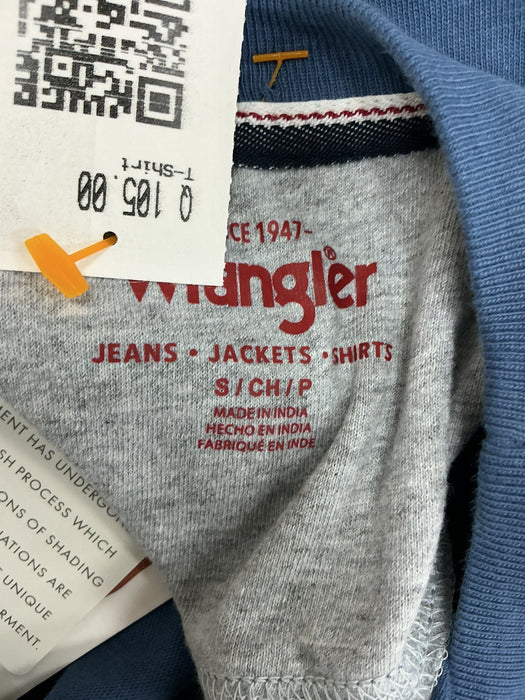 Q 105.00
T-Shirt
CE 1947-
Wrangler®
JEANS • JACKETS • SHIRTS
S/CH/P
MADE IN INDIA
HECHO EN INDIA
FABRIQUÉ EN INDE
MENT HAS UNDERGON
SH PROCESS WHICH
ONS OF SHADING
ATIONS ARE
UNIQUE
RMENT.